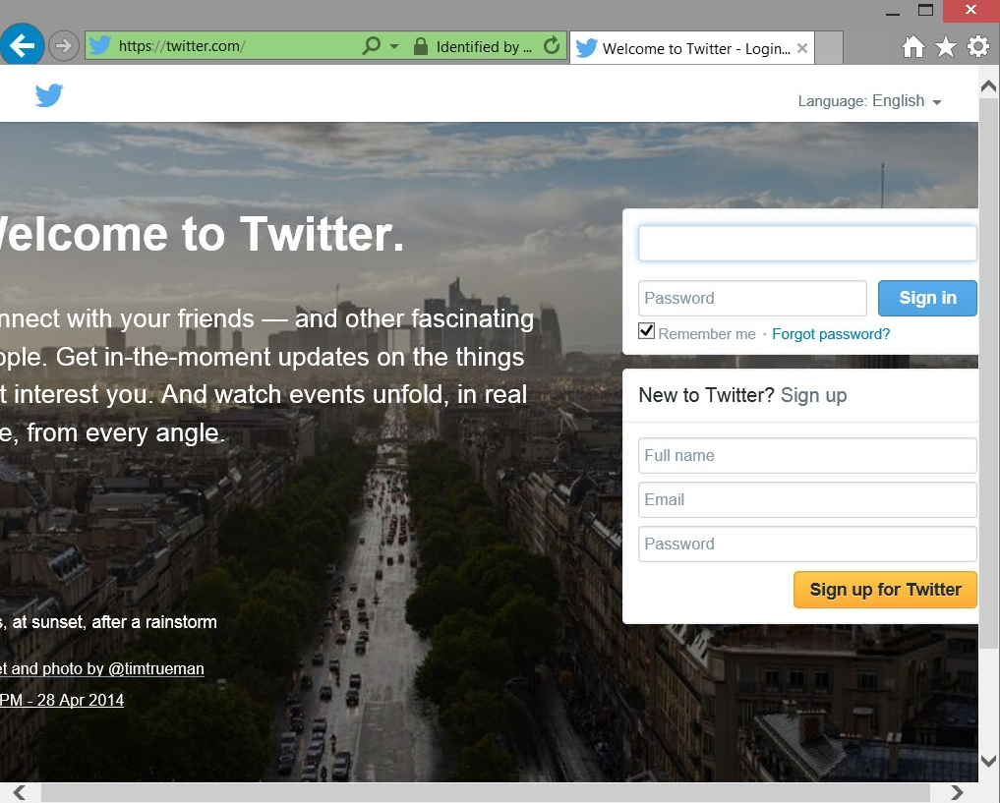 https://twitter.com/
Identified by ...
Welcome to Twitter - Login...
Language: English
Welcome to Twitter.
nnect with your friends — and other fascinating
ople. Get in-the-moment updates on the things
t interest you. And watch events unfold, in real
e, from every angle.
s, at sunset, after a rainstorm
et and photo by @timtrueman
PM - 28 Apr 2014
Password
Sign in
Remember me · Forgot password?
New to Twitter? Sign up
Full name
Email
Password
Sign up for Twitter